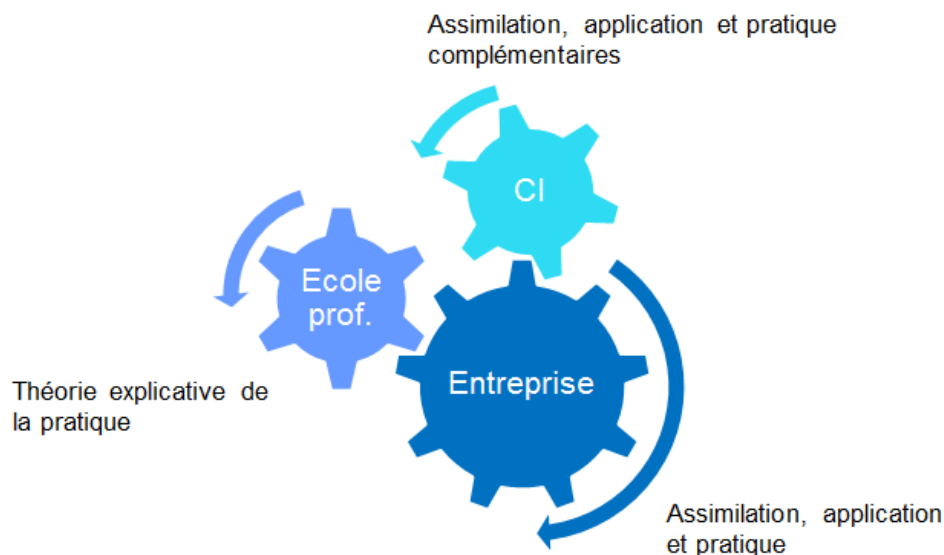 Assimilation, application et pratique
complémentaires
CI
Ecole
prof.
Entreprise
Théorie explicative de
la pratique
Assimilation, application
et pratique